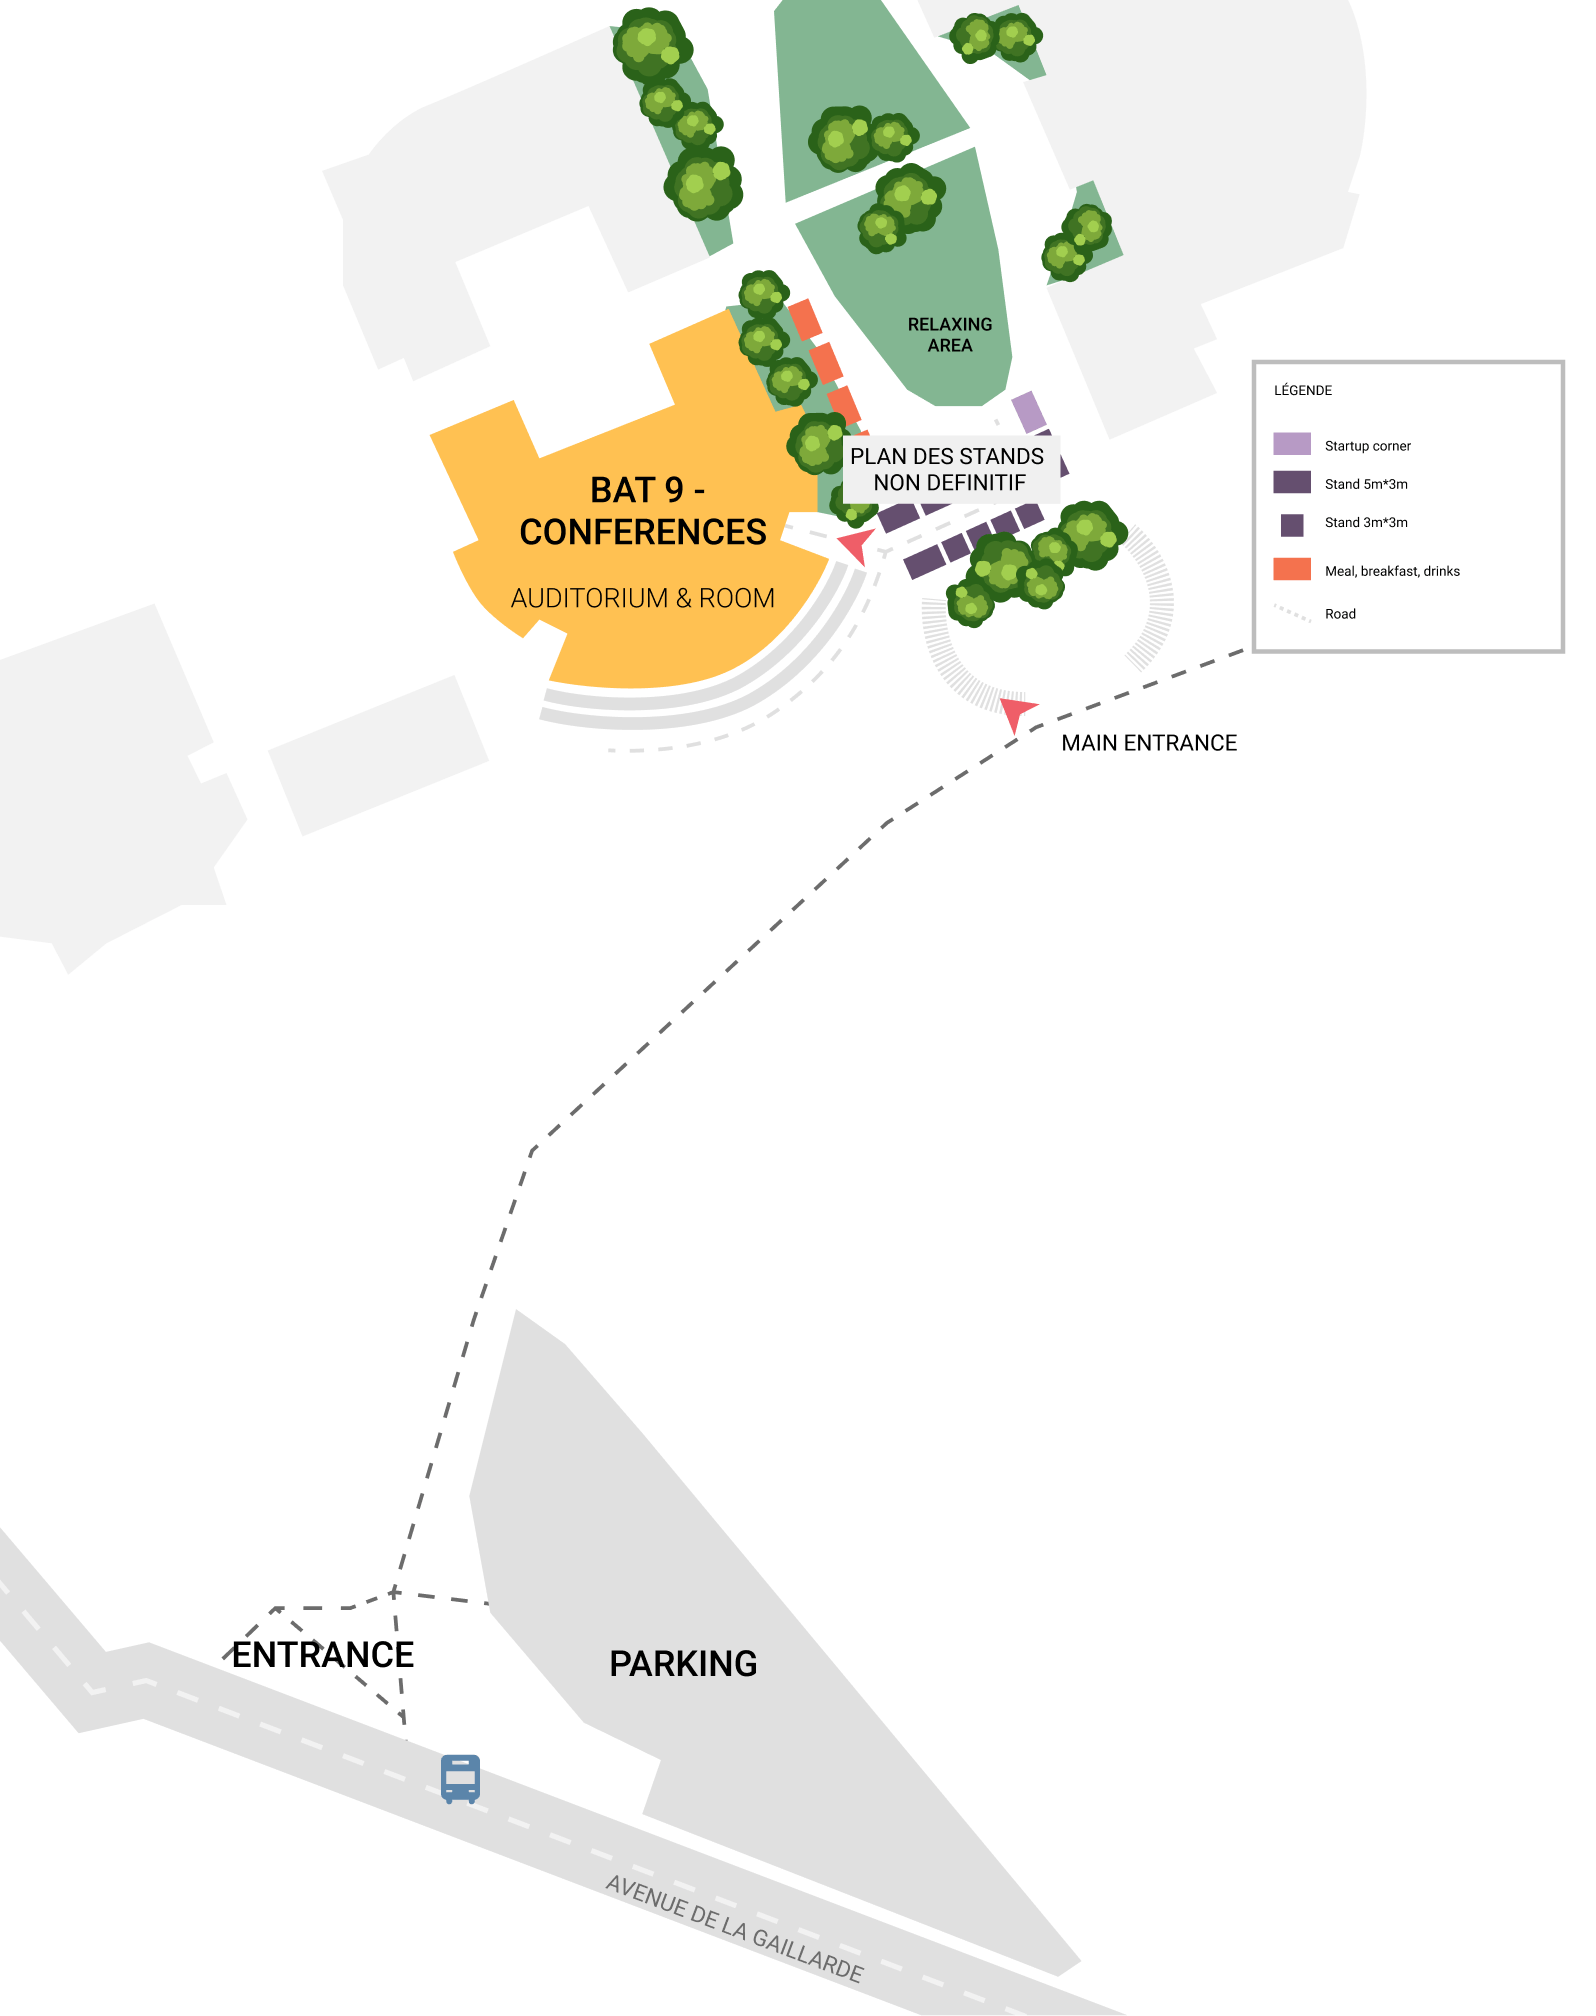 RELAXING
AREA
LÉGENDE
Startup corner
Stand 5m*3m
Stand 3m*3m
Meal, breakfast, drinks
Road
PLAN DES STANDS
NON DEFINITIF
BAT 9 -
CONFERENCES
AUDITORIUM & ROOM
MAIN ENTRANCE
ENTRANCE
PARKING
AVENUE DE LA GAILLARDE